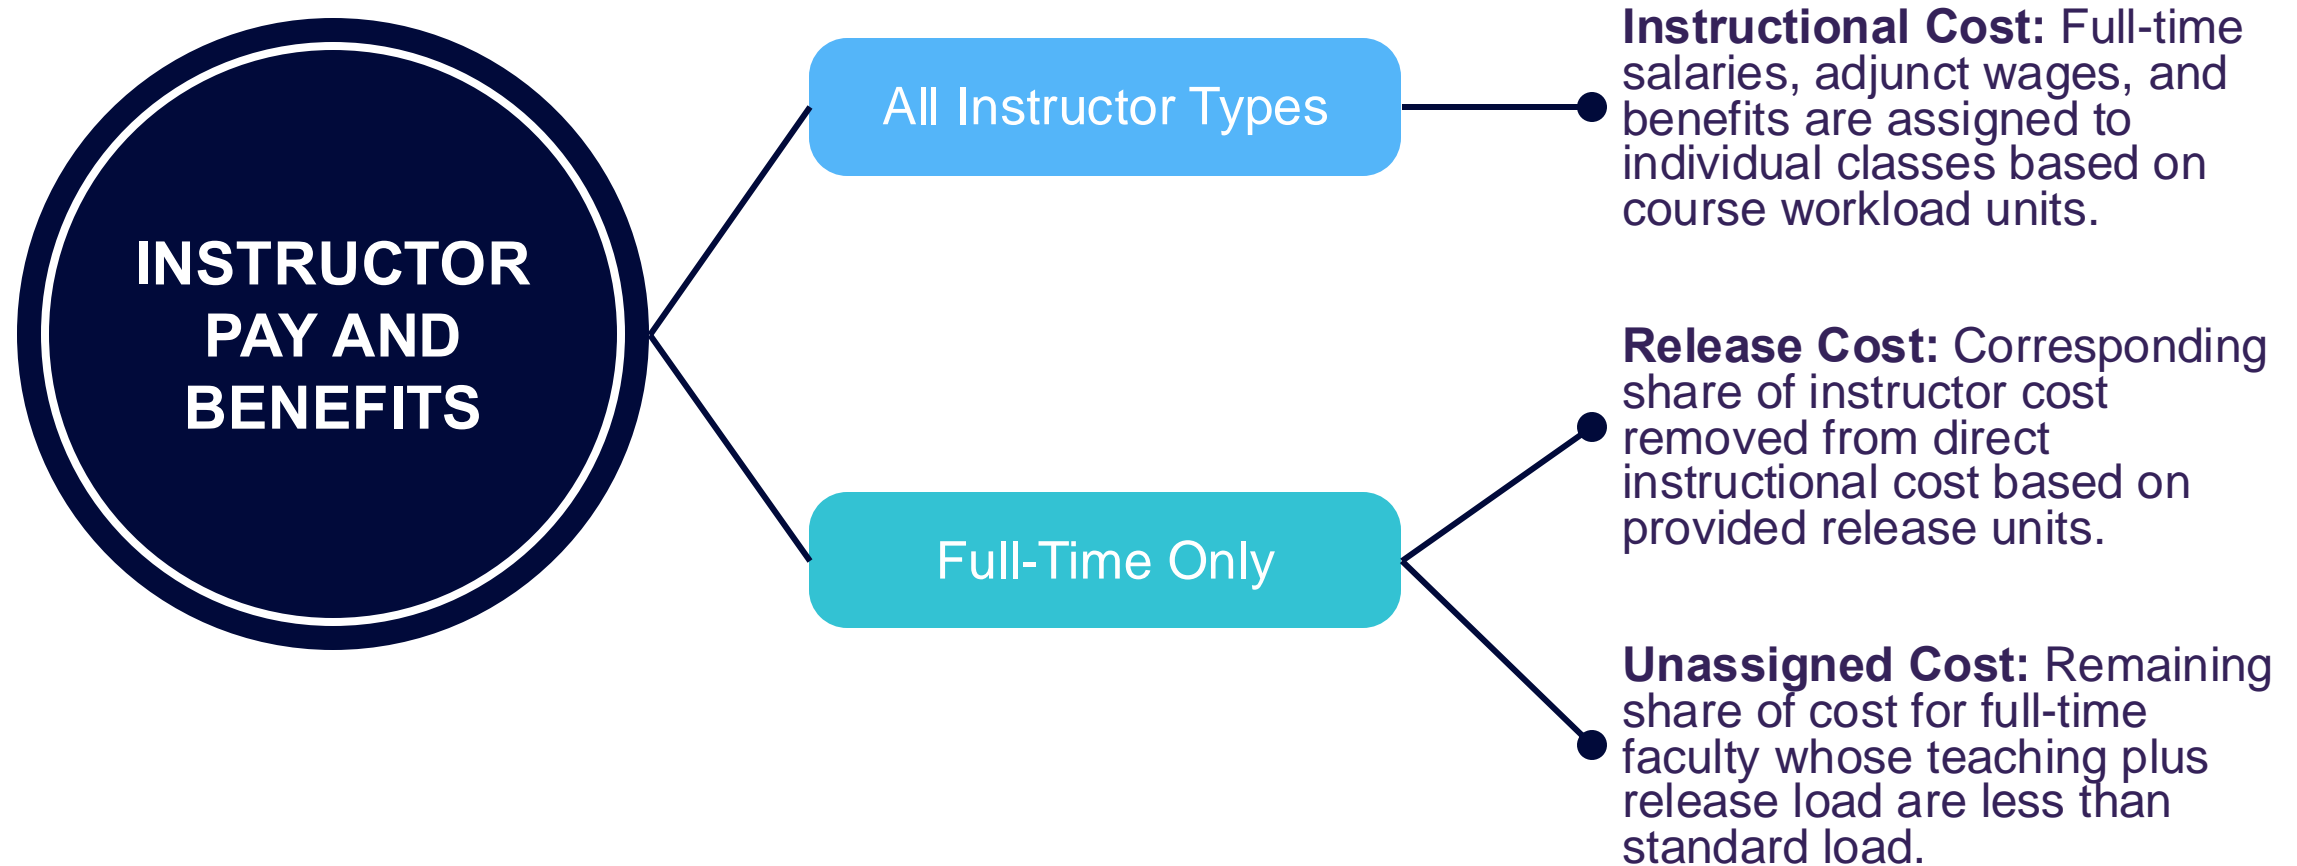 INSTRUCTOR
PAY AND
BENEFITS
All Instructor Types
Full-Time Only
Instructional Cost: Full-time
salaries, adjunct wages, and
benefits are assigned to
individual classes based on
course workload units.
Release Cost: Corresponding
share of instructor cost
removed from direct
instructional cost based on
provided release units.
Unassigned Cost: Remaining
share of cost for full-time
faculty whose teaching plus
release load are less than
standard load.